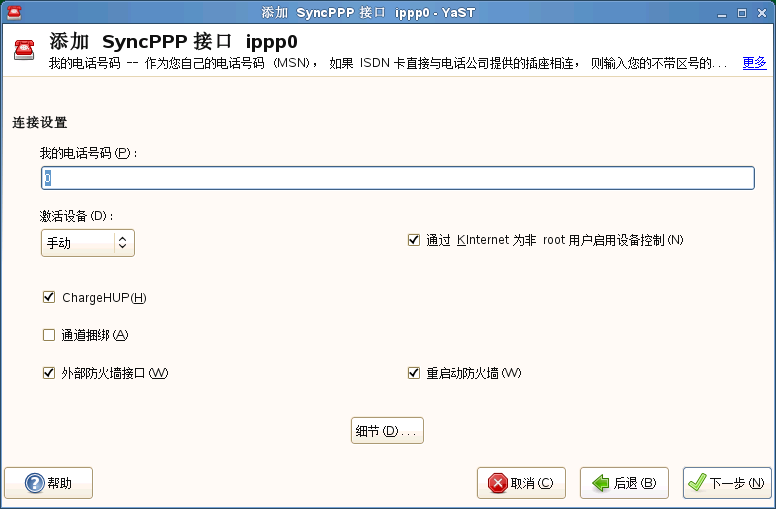 添加 SyncPPP 接口 ippp0 - YaST
添加 SyncPPP 接口 ippp0
我的电话号码 -- 作为您自己的电话号码 (MSN)， 如果 ISDN 卡直接与电话公司提供的插座相连， 则输入您的不带区号的... 更多
连接设置
我的电话号码(P)：
0
激活设备(D)：
手动
通过 KInternet 为非 root 用户启用设备控制(N)
ChargeHUP(H)
通道捆绑(A)
外部防火墙接口(W)
重启动防火墙(W)
细节(D)...
帮助
取消(C)
后退(B)
下一步(N)